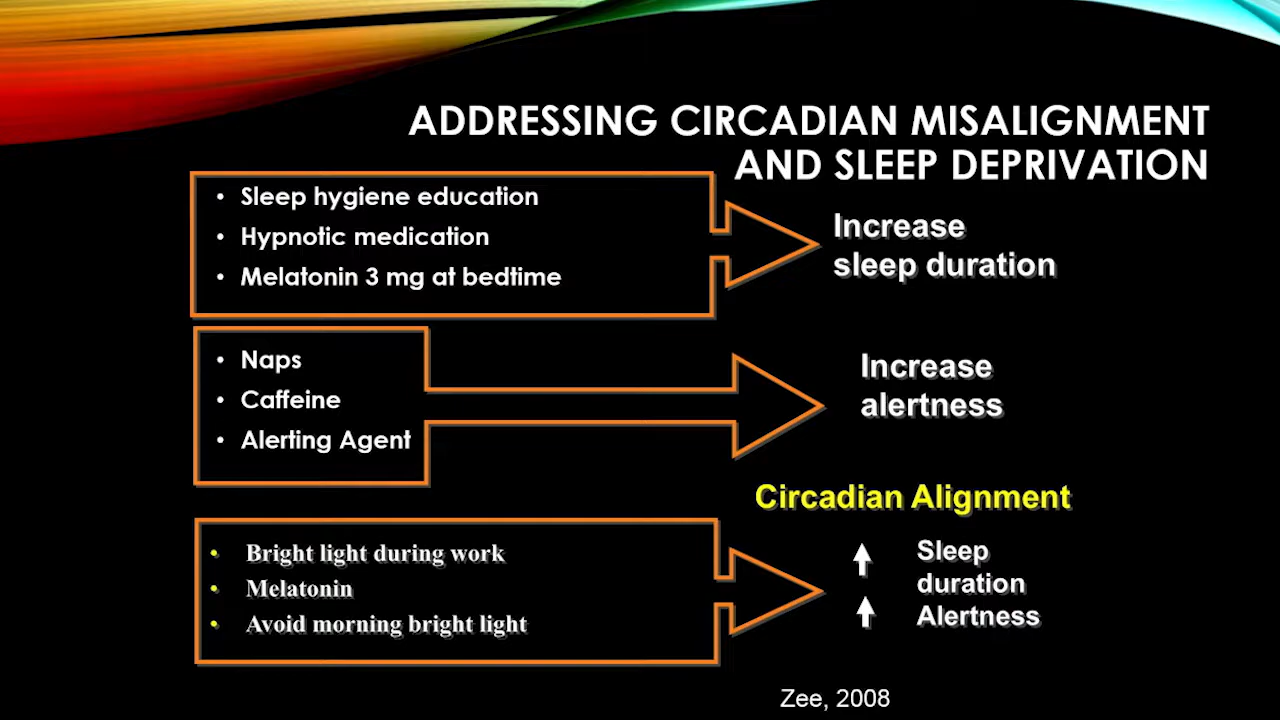 ADDRESSING CIRCADIAN MISALIGNMENT
AND SLEEP DEPRIVATION
• Sleep hygiene education
• Hypnotic medication
• Melatonin 3 mg at bedtime
Increase
sleep duration
• Naps
• Caffeine
• Alerting Agent
Increase
alertness
Circadian Alignment
• Bright light during work
• Melatonin
• Avoid morning bright light
Sleep
duration
Alertness
Zee, 2008